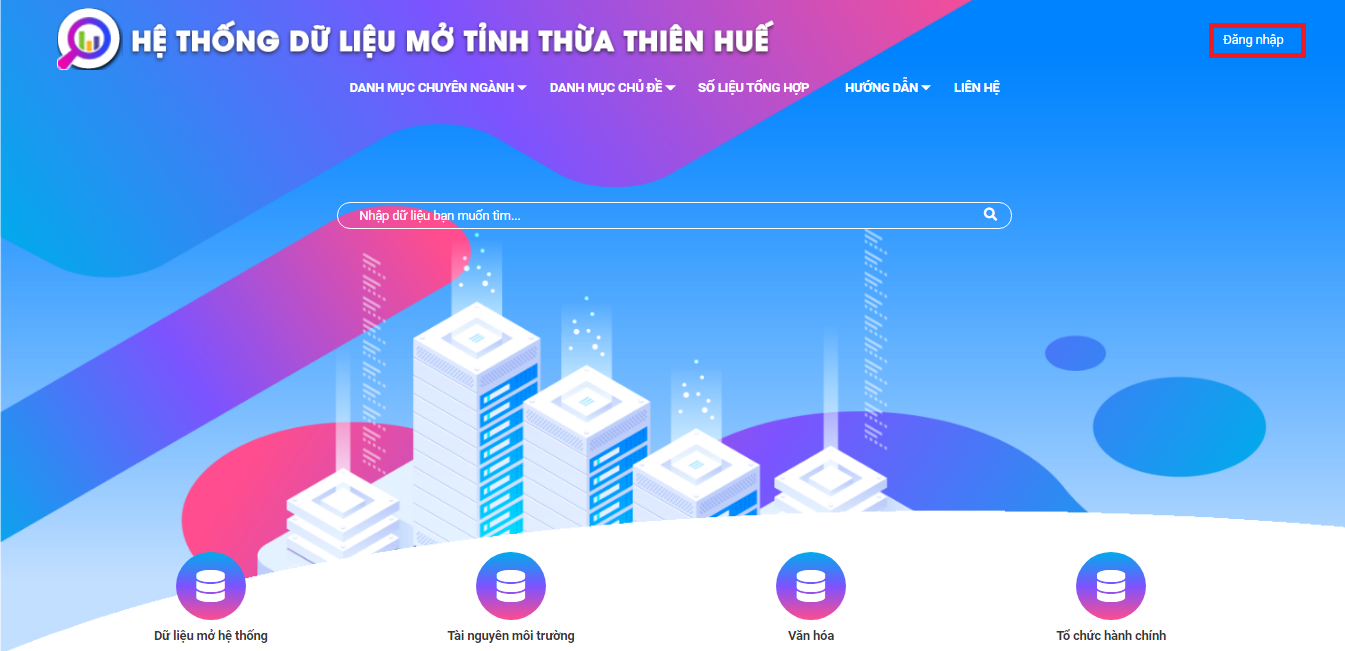 HỆ THỐNG DỮ LIỆU MỞ TỈNH THỪA THIÊN HUẾ
Đăng nhập
DANH MỤC CHUYÊN NGÀNH DANH MỤC CHỦ ĐỀ SỐ LIỆU TỔNG HỢP HƯỚNG DẪN LIÊN HỆ
Nhập dữ liệu bạn muốn tìm...
Dữ liệu mở hệ thống Tài nguyên môi trường Văn hóa Tổ chức hành chính